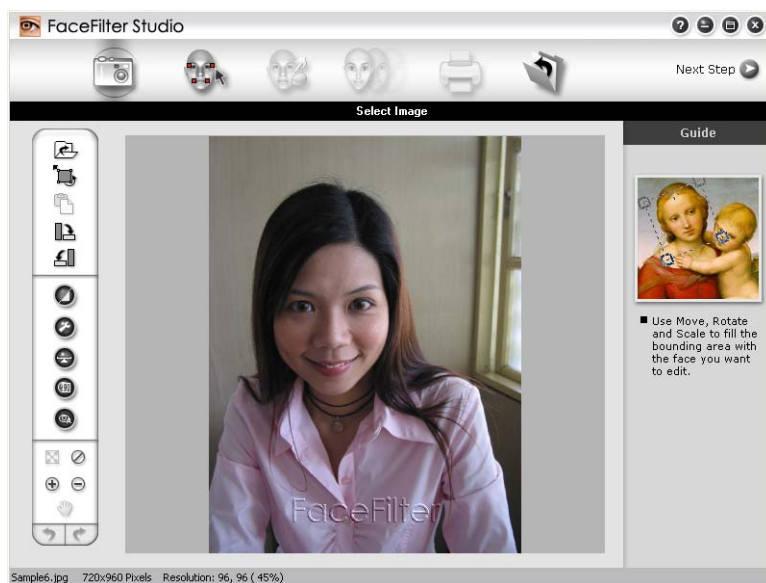 FaceFilter Studio
Next Step
Select Image
Guide
Use Move, Rotate
and Scale to fill the
bounding area with
the face you want
to edit.
FaceFilter
Sample6.jpg 720x960 Pixels Resolution: 96, 96 ( 45%)